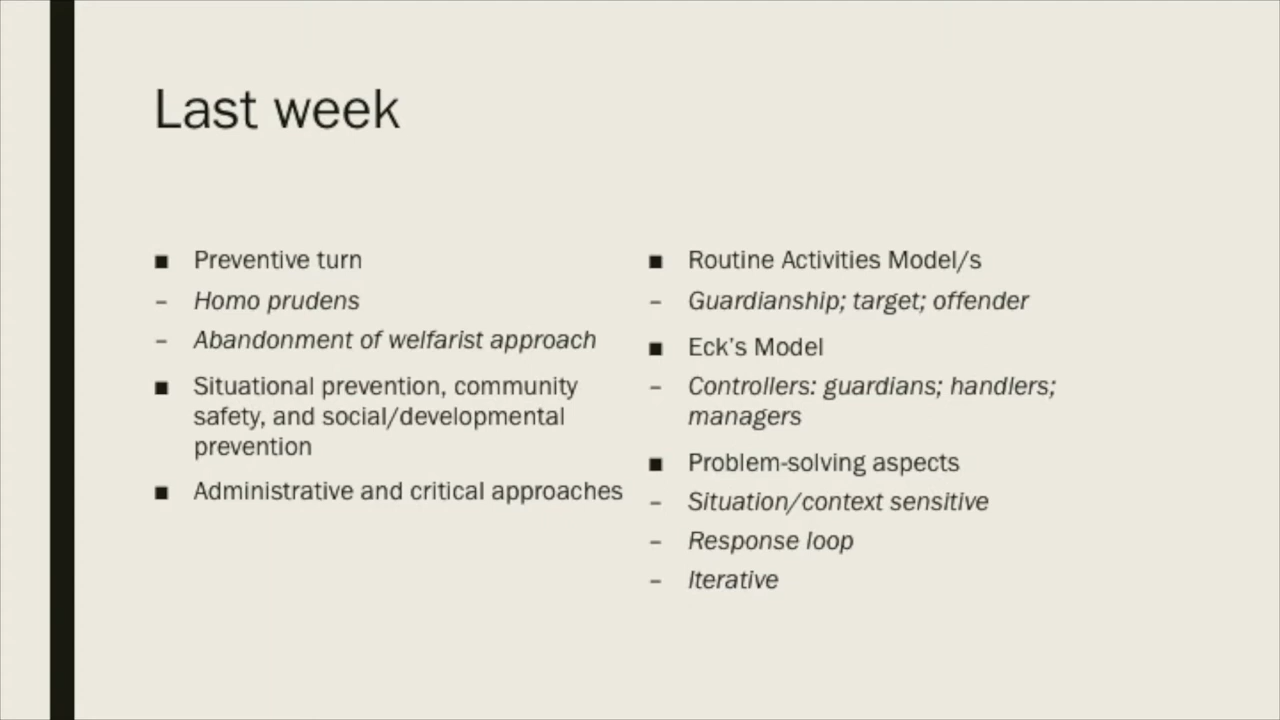 Last week
■ Preventive turn
– Homo prudens
– Abandonment of welfarist approach
■ Situational prevention, community
safety, and social/developmental
prevention
■ Administrative and critical approaches
■ Routine Activities Model/s
– Guardianship; target; offender
■ Eck's Model
– Controllers: guardians; handlers;
managers
■ Problem-solving aspects
– Situation/context sensitive
– Response loop
– Iterative